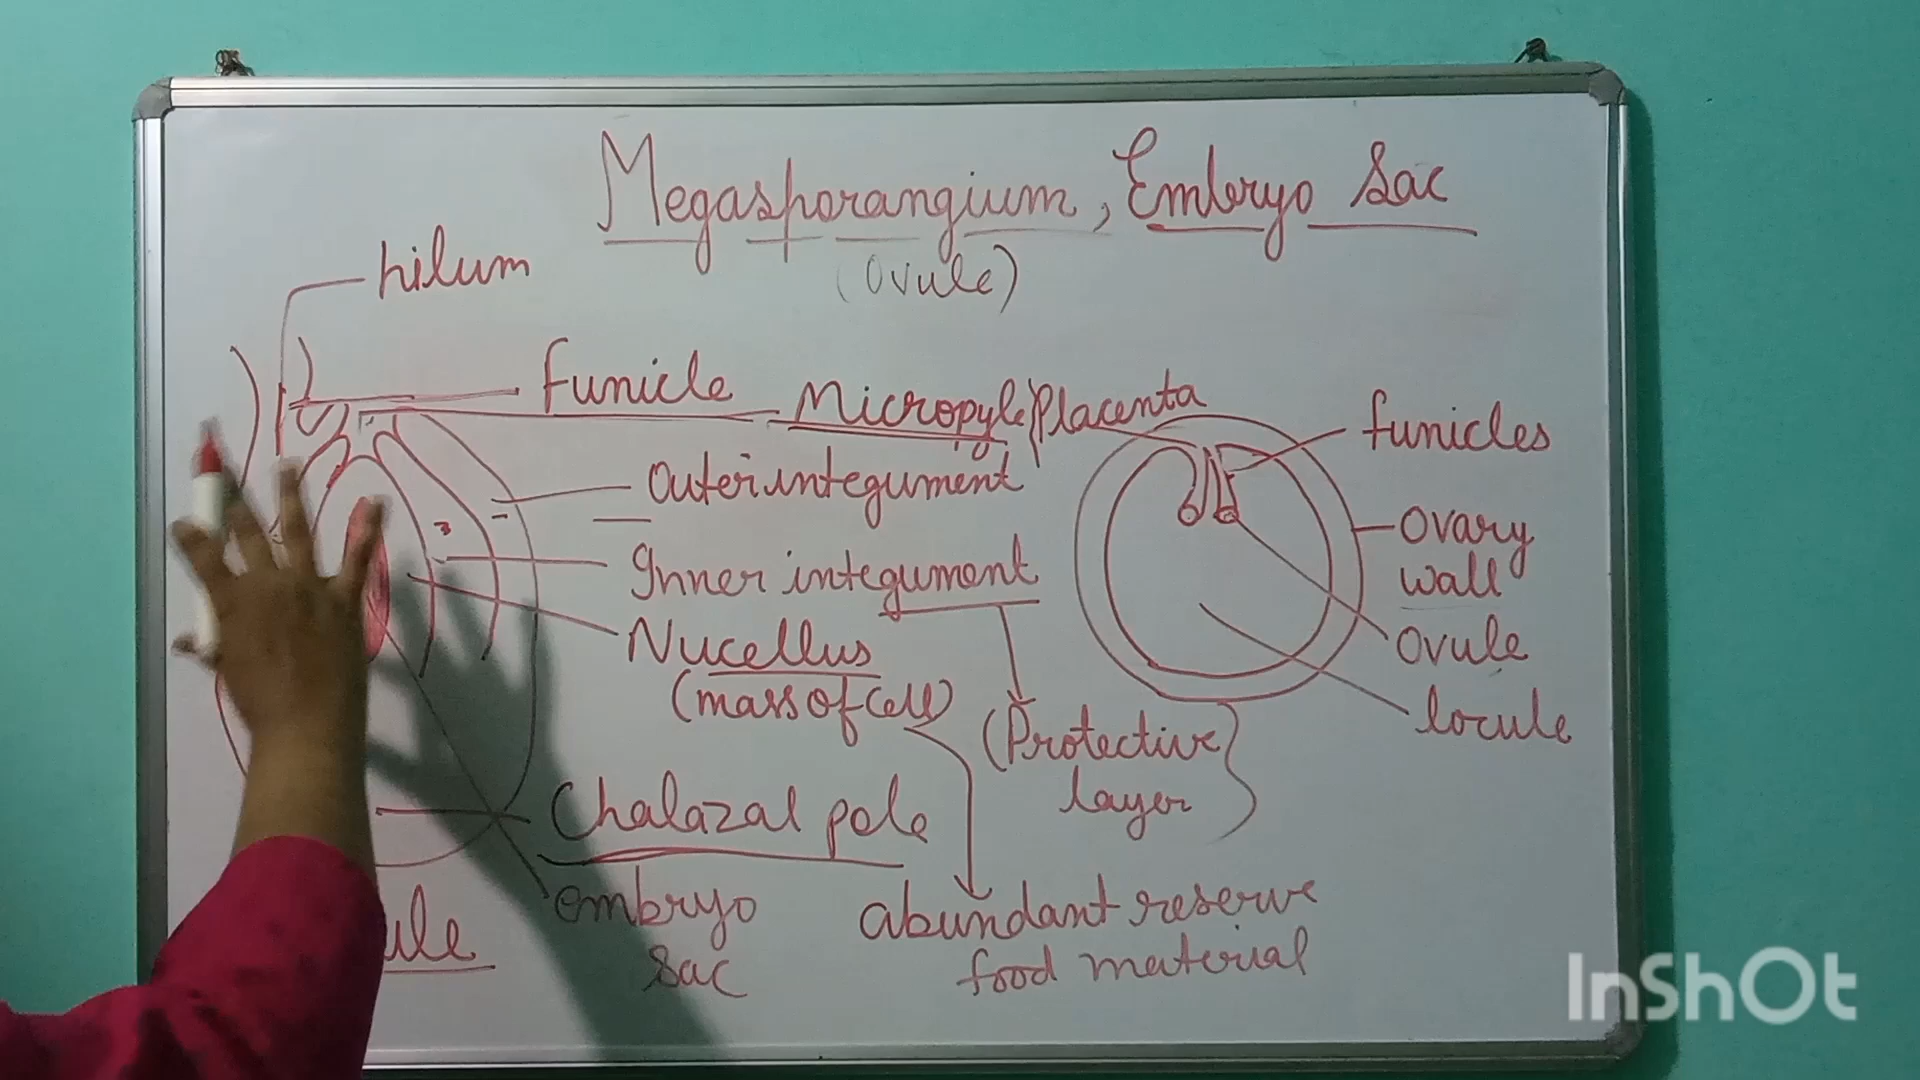 Megasporangium, Embryo Sac
(Ovule)
hilum
Funicle
Micropyle
Placenta
funicles
Outer integument
Ovary
wall
Inner integument
Nucellus
(mass of cell)
Ovule
(Protective
layer
locule
Chalazal pole
embryo
sac
abundant reserve
food material
InShOt